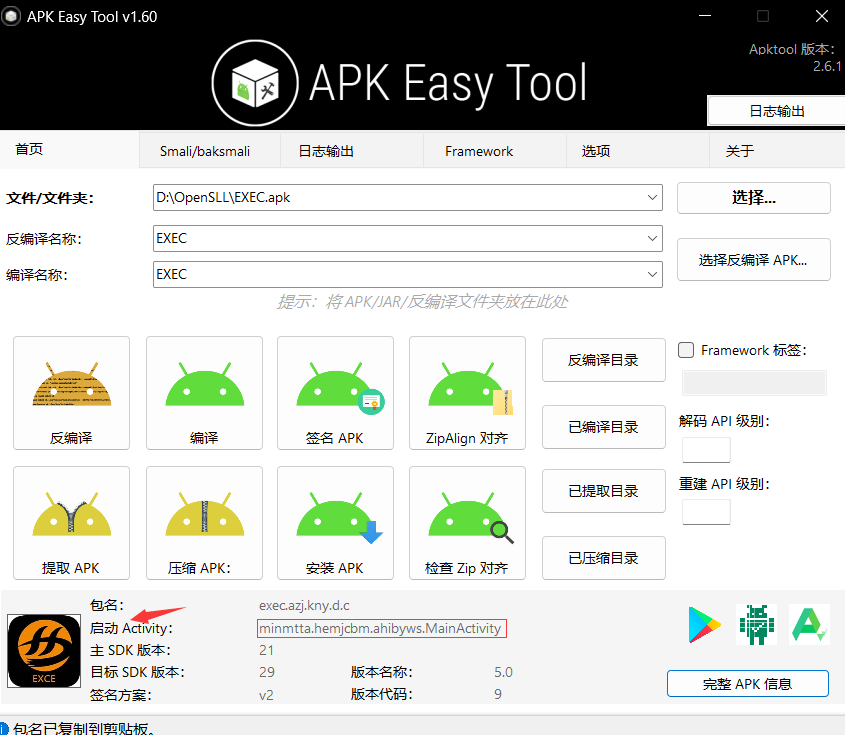 APK Easy Tool v1.60
APK Easy Tool
Apktool 版本：
2.6.1
日志输出
首页 Smali/baksmali 日志输出 Framework 选项 关于
文件/文件夹： D:\OpenSLL\EXEC.apk 选择...
反编译名称： EXEC 选择反编译 APK...
编译名称： EXEC
提示：将 APK/JAR/反编译文件夹放在此处
反编译 编译 签名 APK ZipAlign 对齐
反编译目录
已编译目录
已提取目录
已压缩目录
Framework 标签：
解码 API 级别：
重建 API 级别：
提取 APK 压缩 APK： 安装 APK 检查 Zip 对齐
EXCE
包名： exec.azj.kny.d.c
启动 Activity： minmtta.hemjcbm.ahibyws.MainActivity
主 SDK 版本： 21
目标 SDK 版本： 29 版本名称： 5.0
签名方案： v2 版本代码： 9
完整 APK 信息
包名已复制到剪贴板。